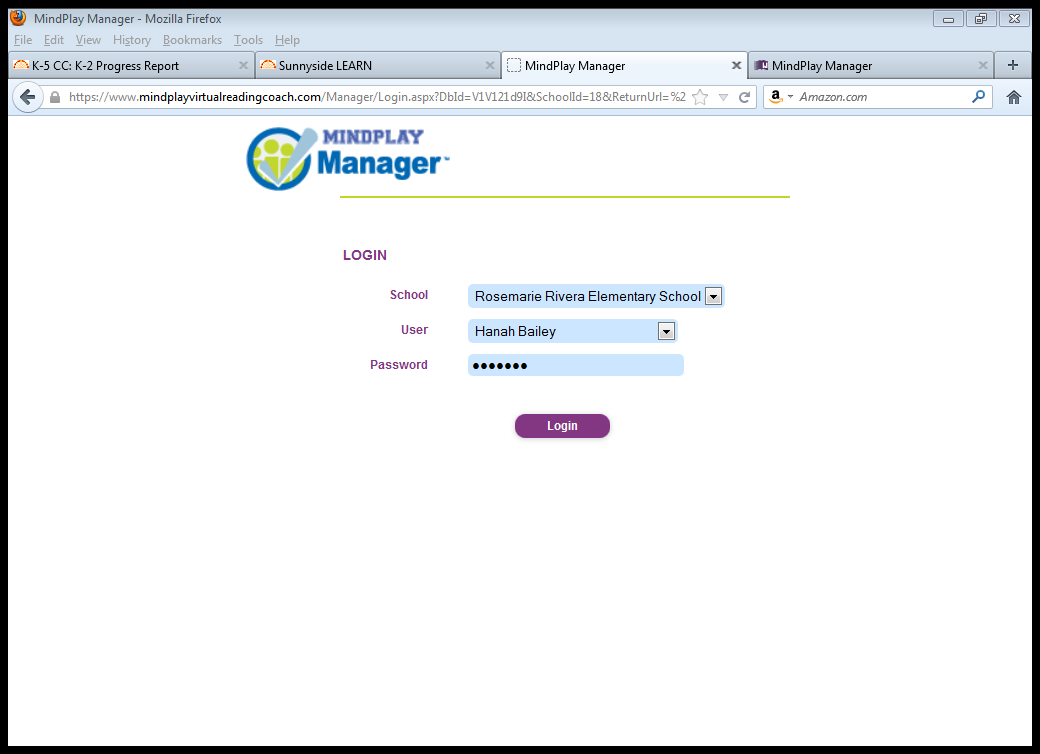 MindPlay Manager - Mozilla Firefox
File Edit View History Bookmarks Tools Help
K-5 CC: K-2 Progress Report Sunnyside LEARN MindPlay Manager MindPlay Manager
https://www.mindplayvirtualreadingcoach.com/Manager/Login.aspx?DbId=V1V121d9I&SchoolId=18&ReturnUrl=%2 Amazon.com
MINDPLAY
Manager™
LOGIN
School Rosemarie Rivera Elementary School
User Hanah Bailey
Password •••••••
Login